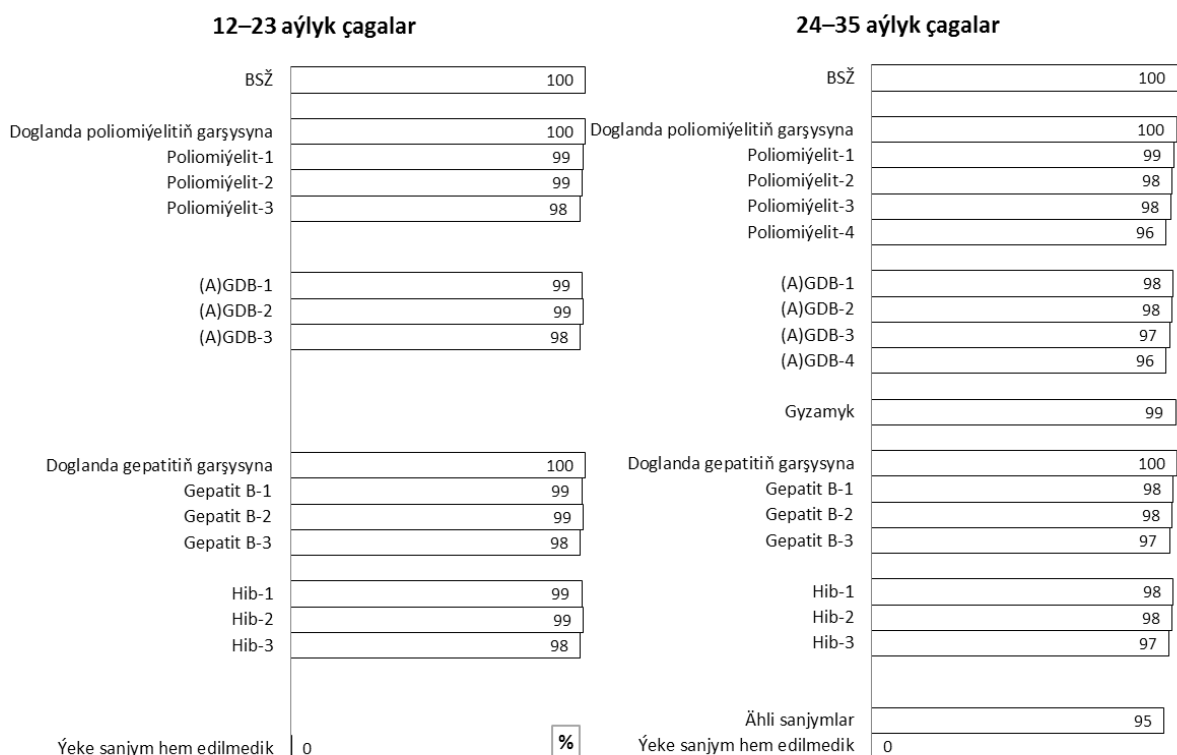 12–23 aýlyk çagalar
BSŽ 100
Doglanda poliomiýelitiň garşysyna 100
Poliomiýelit-1 99
Poliomiýelit-2 99
Poliomiýelit-3 98
(A)GDB-1 99
(A)GDB-2 99
(A)GDB-3 98
Doglanda gepatitiň garşysyna 100
Gepatit B-1 99
Gepatit B-2 99
Gepatit B-3 98
Hib-1 99
Hib-2 99
Hib-3 98
Ýeke sanjym hem edilmedik 0
%
24–35 aýlyk çagalar
BSŽ 100
Doglanda poliomiýelitiň garşysyna 100
Poliomiýelit-1 99
Poliomiýelit-2 98
Poliomiýelit-3 98
Poliomiýelit-4 96
(A)GDB-1 98
(A)GDB-2 98
(A)GDB-3 97
(A)GDB-4 96
Gyzamyk 99
Doglanda gepatitiň garşysyna 100
Gepatit B-1 98
Gepatit B-2 98
Gepatit B-3 97
Hib-1 98
Hib-2 98
Hib-3 97
Ähli sanjymlar 95
Ýeke sanjym hem edilmedik 0